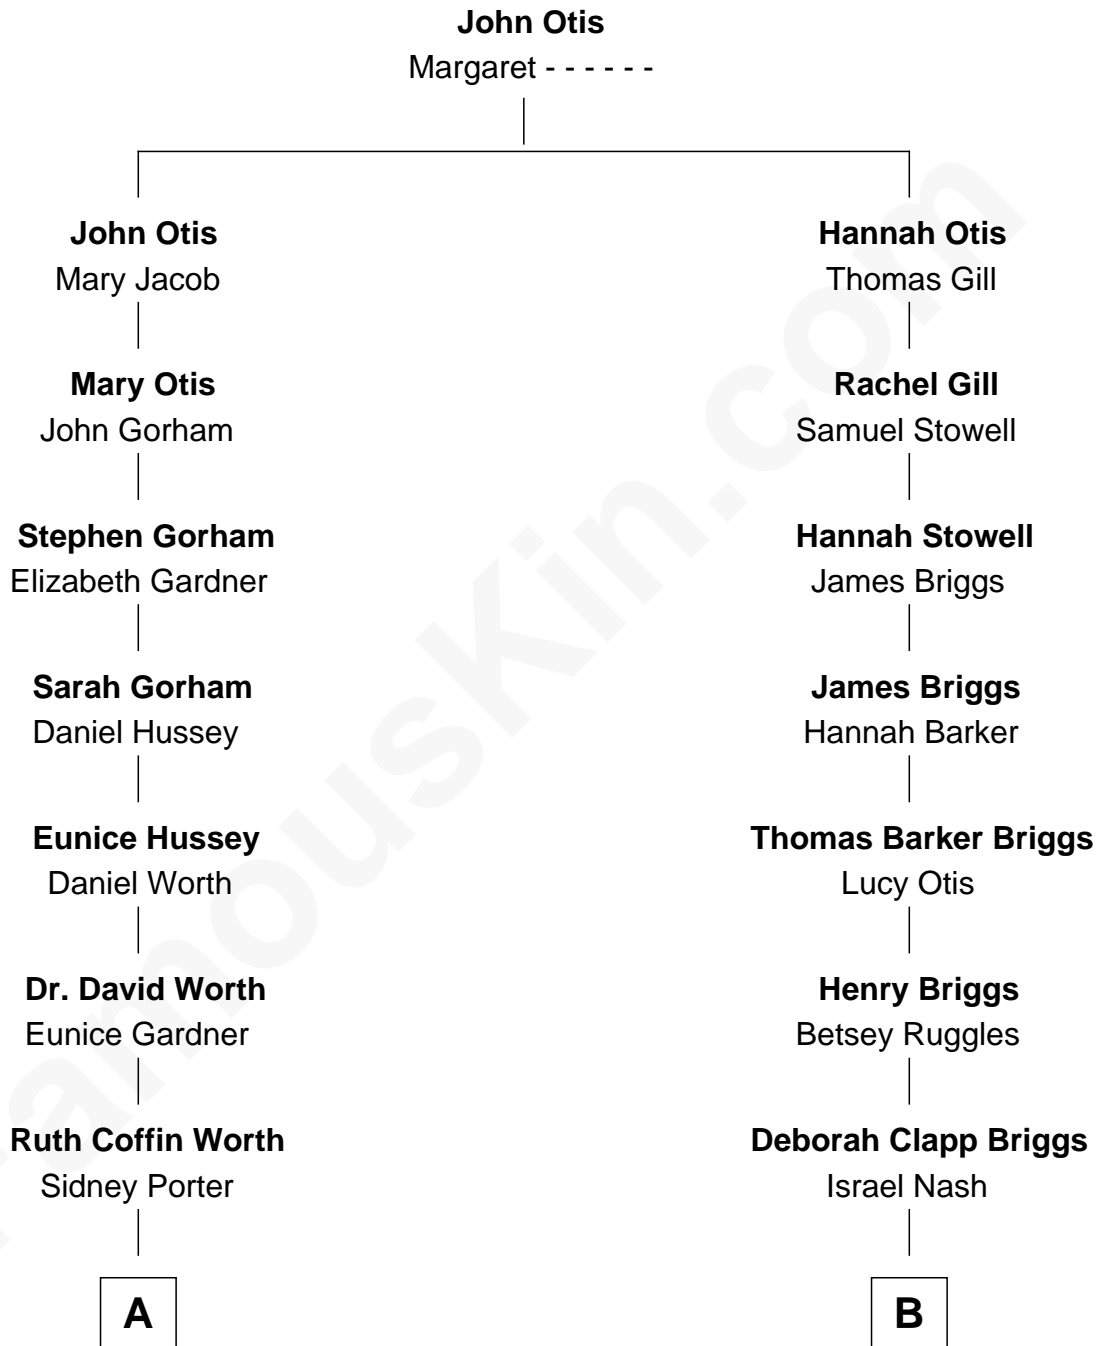 John Otis
Margaret - - - - - -
John Otis
Mary Jacob
Hannah Otis
Thomas Gill
Mary Otis
John Gorham
Rachel Gill
Samuel Stowell
Stephen Gorham
Elizabeth Gardner
Hannah Stowell
James Briggs
Sarah Gorham
Daniel Hussey
James Briggs
Hannah Barker
Eunice Hussey
Daniel Worth
Thomas Barker Briggs
Lucy Otis
Dr. David Worth
Eunice Gardner
Henry Briggs
Betsey Ruggles
Ruth Coffin Worth
Sidney Porter
Deborah Clapp Briggs
Israel Nash
A
B
FamousKin.com